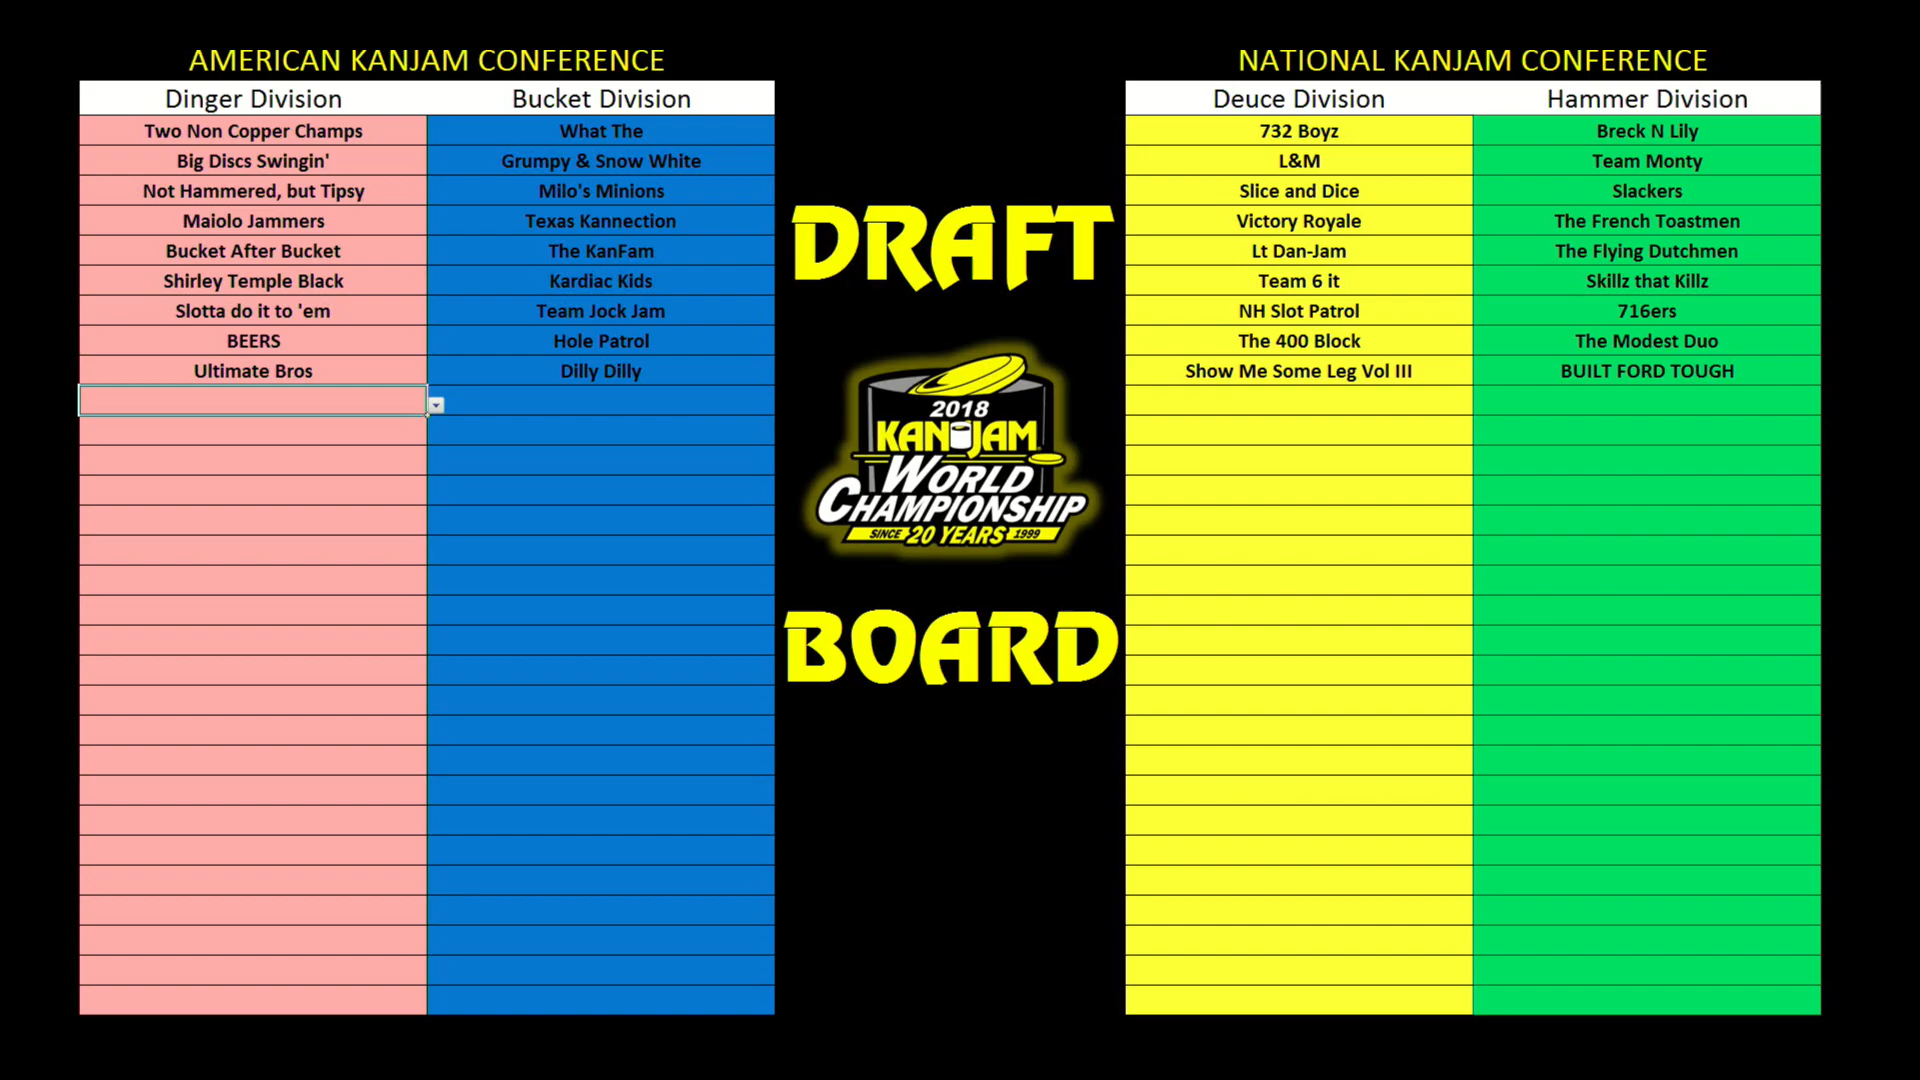 AMERICAN KANJAM CONFERENCE
Dinger Division Bucket Division
Two Non Copper Champs What The
Big Discs Swingin' Grumpy & Snow White
Not Hammered, but Tipsy Milo's Minions
Maiolo Jammers Texas Kannection
Bucket After Bucket The KanFam
Shirley Temple Black Kardiac Kids
Slotta do it to 'em Team Jock Jam
BEERS Hole Patrol
Ultimate Bros Dilly Dilly
DRAFT
2018
KANJAM
WORLD
CHAMPIONSHIP
SINCE 20 YEARS 1999
BOARD
NATIONAL KANJAM CONFERENCE
Deuce Division Hammer Division
732 Boyz Breck N Lily
L&M Team Monty
Slice and Dice Slackers
Victory Royale The French Toastmen
Lt Dan-Jam The Flying Dutchmen
Team 6 it Skillz that Killz
NH Slot Patrol 716ers
The 400 Block The Modest Duo
Show Me Some Leg Vol III BUILT FORD TOUGH